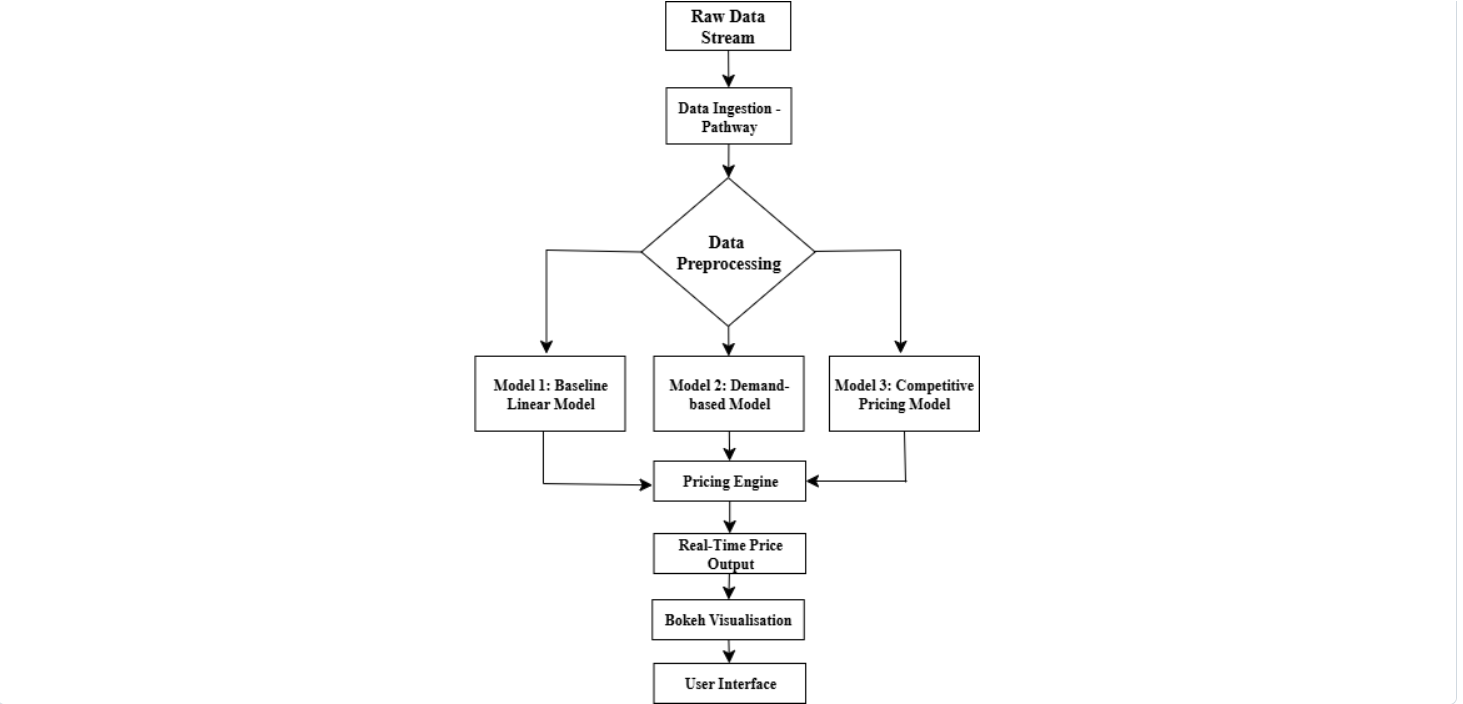 Raw Data
Stream
Data Ingestion -
Pathway
Data
Preprocessing
Model 1: Baseline
Linear Model
Model 2: Demand-
based Model
Model 3: Competitive
Pricing Model
Pricing Engine
Real-Time Price
Output
Bokeh Visualisation
User Interface